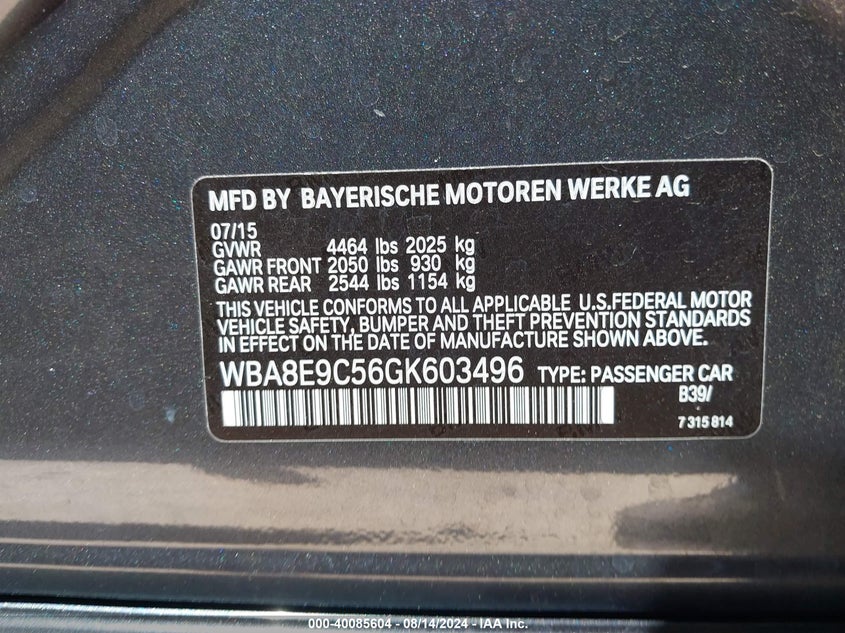 MFD BY BAYERISCHE MOTOREN WERKE AG
07/15
GVWR 4464 lbs 2025 kg
GAWR FRONT 2050 lbs 930 kg
GAWR REAR 2544 lbs 1154 kg
THIS VEHICLE CONFORMS TO ALL APPLICABLE U.S.FEDERAL MOTOR
VEHICLE SAFETY, BUMPER AND THEFT PREVENTION STANDARDS
IN EFFECT ON THE DATE OF MANUFACTURE SHOWN ABOVE.
WBA8E9C56GK603496 TYPE: PASSENGER CAR
B39/
7315814
000-40085604 - 08/14/2024 - IAA Inc.